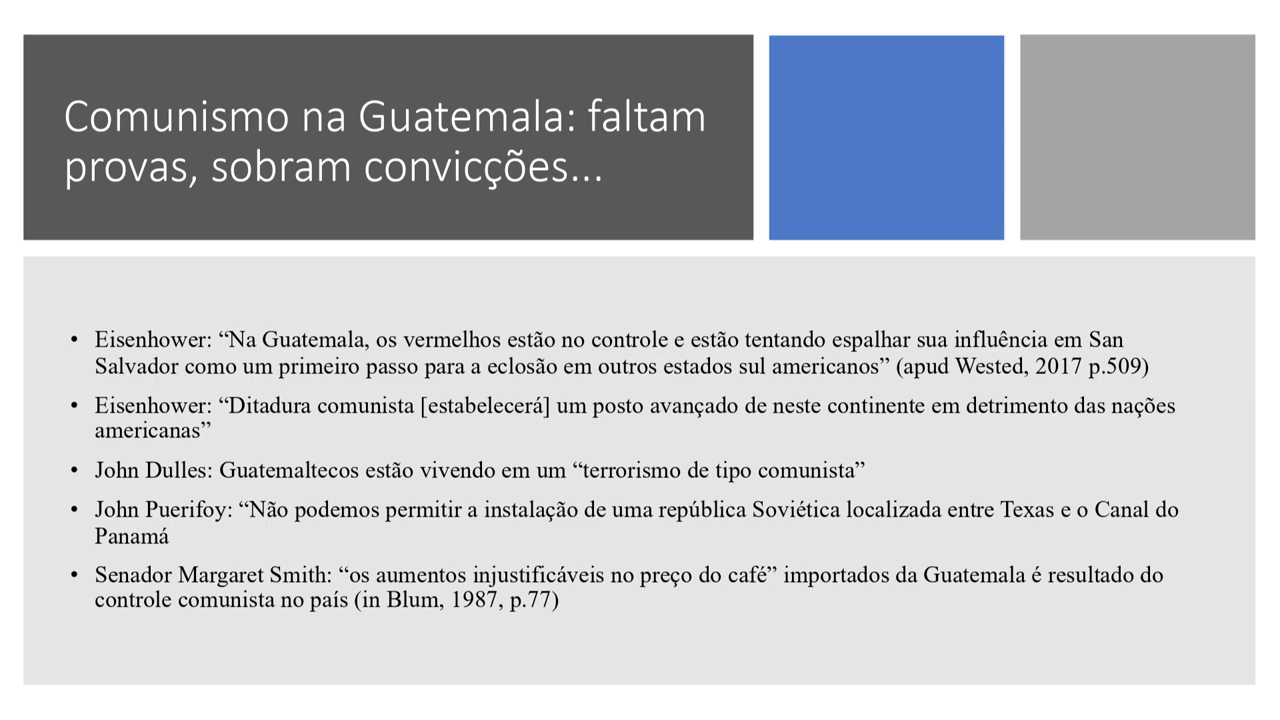 Comunismo na Guatemala: faltam
provas, sobram convicções...
• Eisenhower: “Na Guatemala, os vermelhos estão no controle e estão tentando espalhar sua influência em San
Salvador como um primeiro passo para a eclosão em outros estados sul americanos” (apud Wested, 2017 p.509)
• Eisenhower: “Ditadura comunista [estabelecerá] um posto avançado de neste continente em detrimento das nações
americanas”
• John Dulles: Guatemaltecos estão vivendo em um “terrorismo de tipo comunista”
• John Puerifoy: “Não podemos permitir a instalação de uma república Soviética localizada entre Texas e o Canal do
Panamá
• Senador Margaret Smith: “os aumentos injustificáveis no preço do café” importados da Guatemala é resultado do
controle comunista no país (in Blum, 1987, p.77)